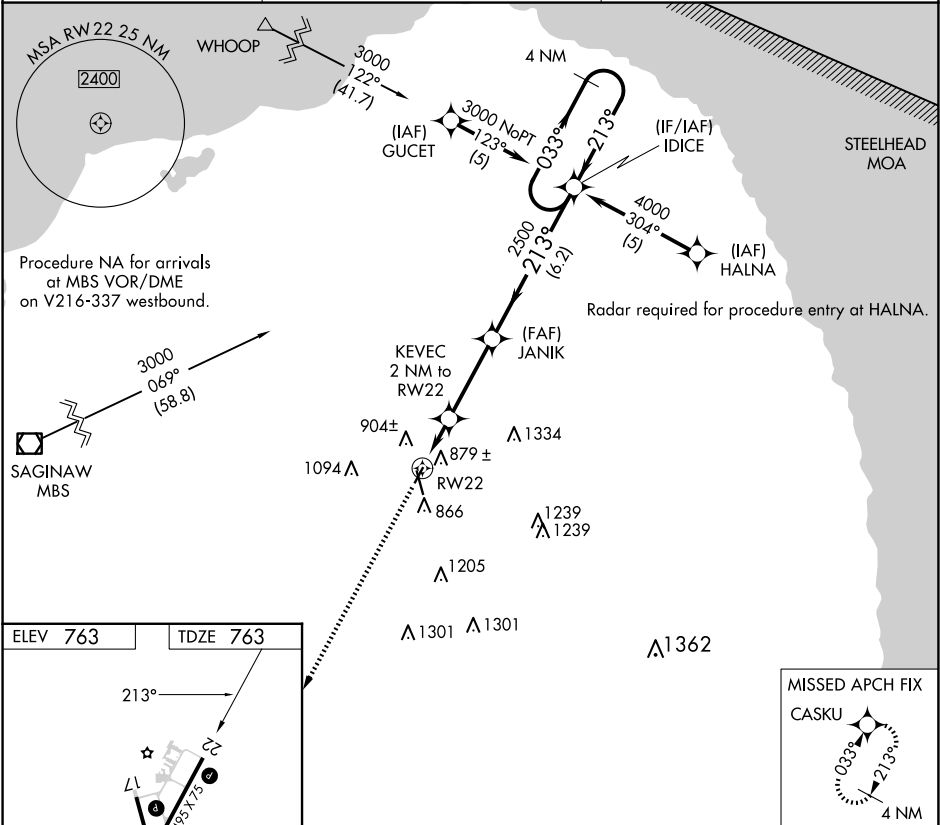 MSA RW 22 25 NM
2400
WHOOP
3000
122°
(41.7)
4 NM
(IAF)
GUCET
3000 NoPT
123°
(5)
033°
213°
(IF/IAF)
IDICE
STEELHEAD
MOA
4000
304°
(5)
(IAF)
HALNA
2500
213°
(6.2)
Procedure NA for arrivals
at MBS VOR/DME
on V216-337 westbound.
Radar required for procedure entry at HALNA.
3000
069°
(58.8)
SAGINAW
MBS
(FAF)
JANIK
KEVEC
2 NM to
RW22
904±
1334
1094
879 ±
RW22
866
1239
1239
1205
1301
1301
1362
ELEV 763
TDZE 763
213°
22
17
P
P
95 X 75
MISSED APCH FIX
CASKU
033°
213°
4 NM